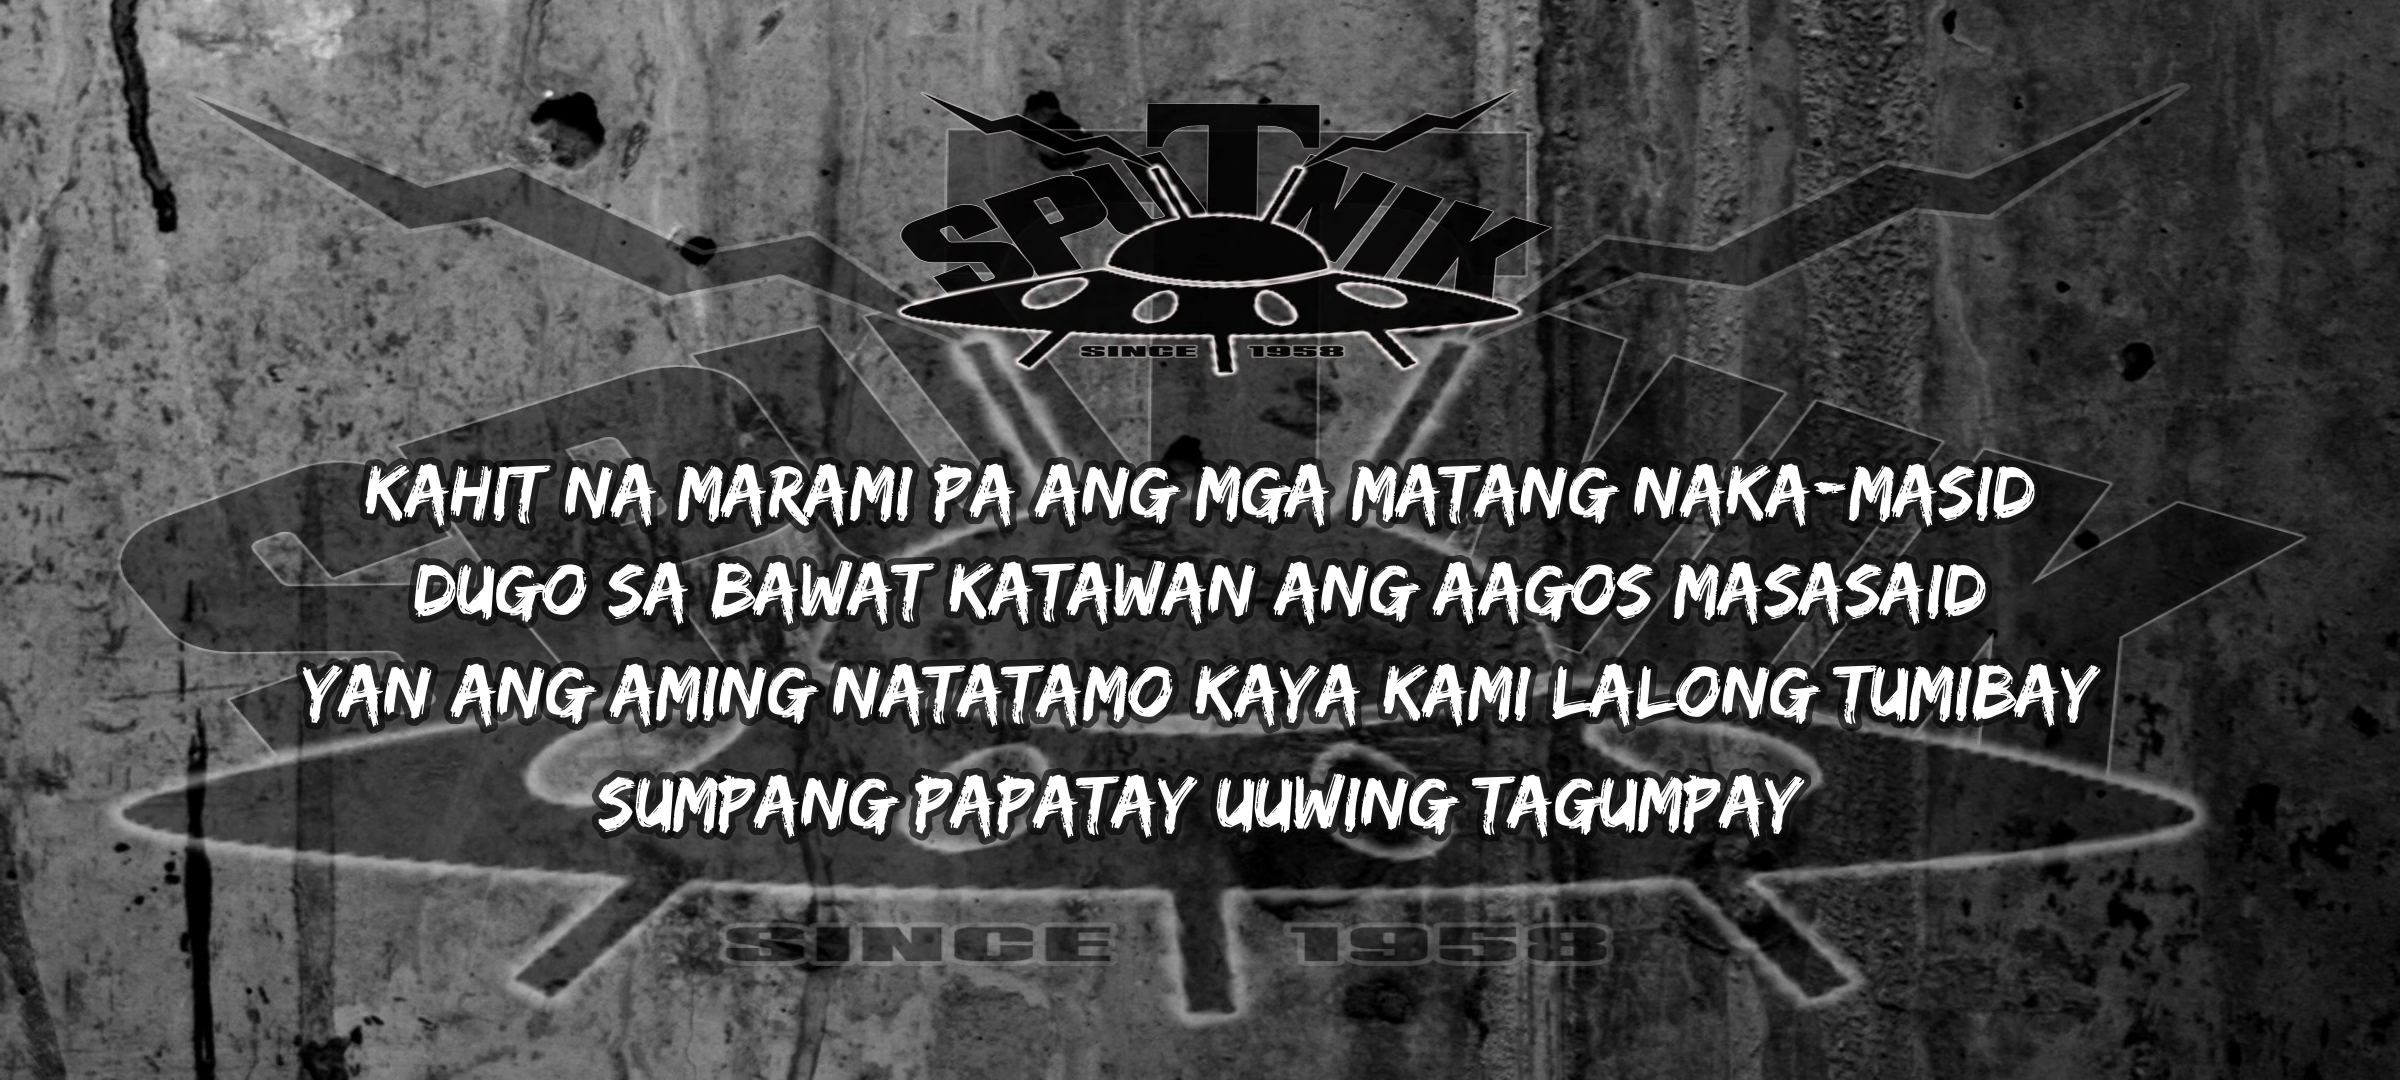 SPUTNIK
SINCE 1958
KAHIT NA MARAMI PA ANG MGA MATANG NAKA-MASID
DUGO SA BAWAT KATAWAN ANG AAGOS MASASAID
YAN ANG AMING NATATAMO KAYA KAMI LALONG TUMIBAY
SUMPANG PAPATAY UUWING TAGUMPAY
SPUTNIK
SINCE 1958